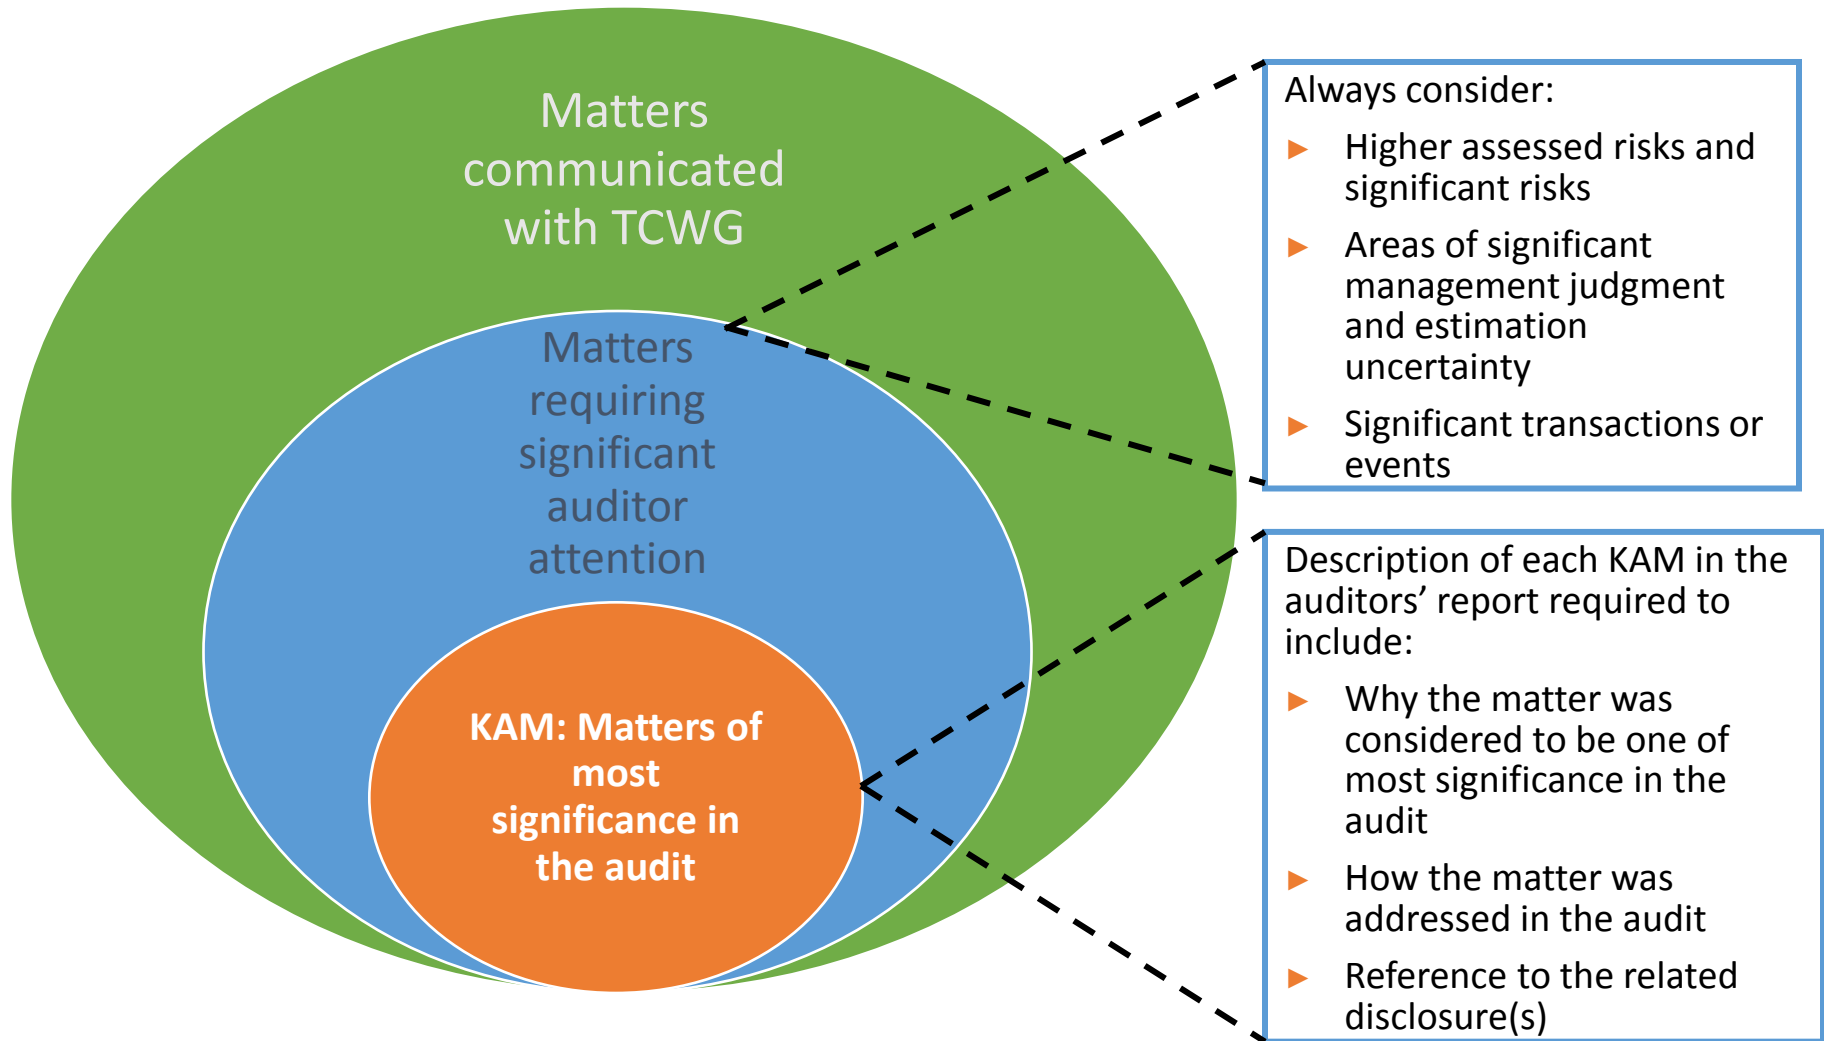 Matters
communicated
with TCWG
Matters
requiring
significant
auditor
attention
KAM: Matters of
most
significance in
the audit
Always consider:
► Higher assessed risks and
significant risks
► Areas of significant
management judgment
and estimation
uncertainty
► Significant transactions or
events
Description of each KAM in the
auditors’ report required to
include:
► Why the matter was
considered to be one of
most significance in the
audit
► How the matter was
addressed in the audit
► Reference to the related
disclosure(s)